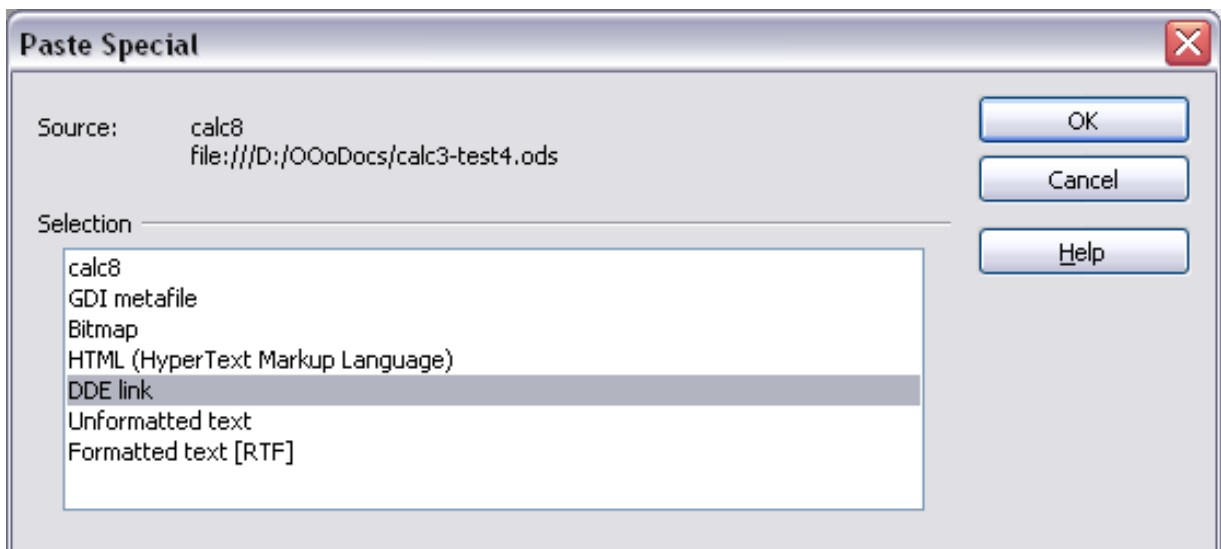 Paste Special
Source: calc8
file:///D:/OOoDocs/calc3-test4.ods
OK
Cancel
Help
Selection
calc8
GDI metafile
Bitmap
HTML (HyperText Markup Language)
DDE link
Unformatted text
Formatted text [RTF]